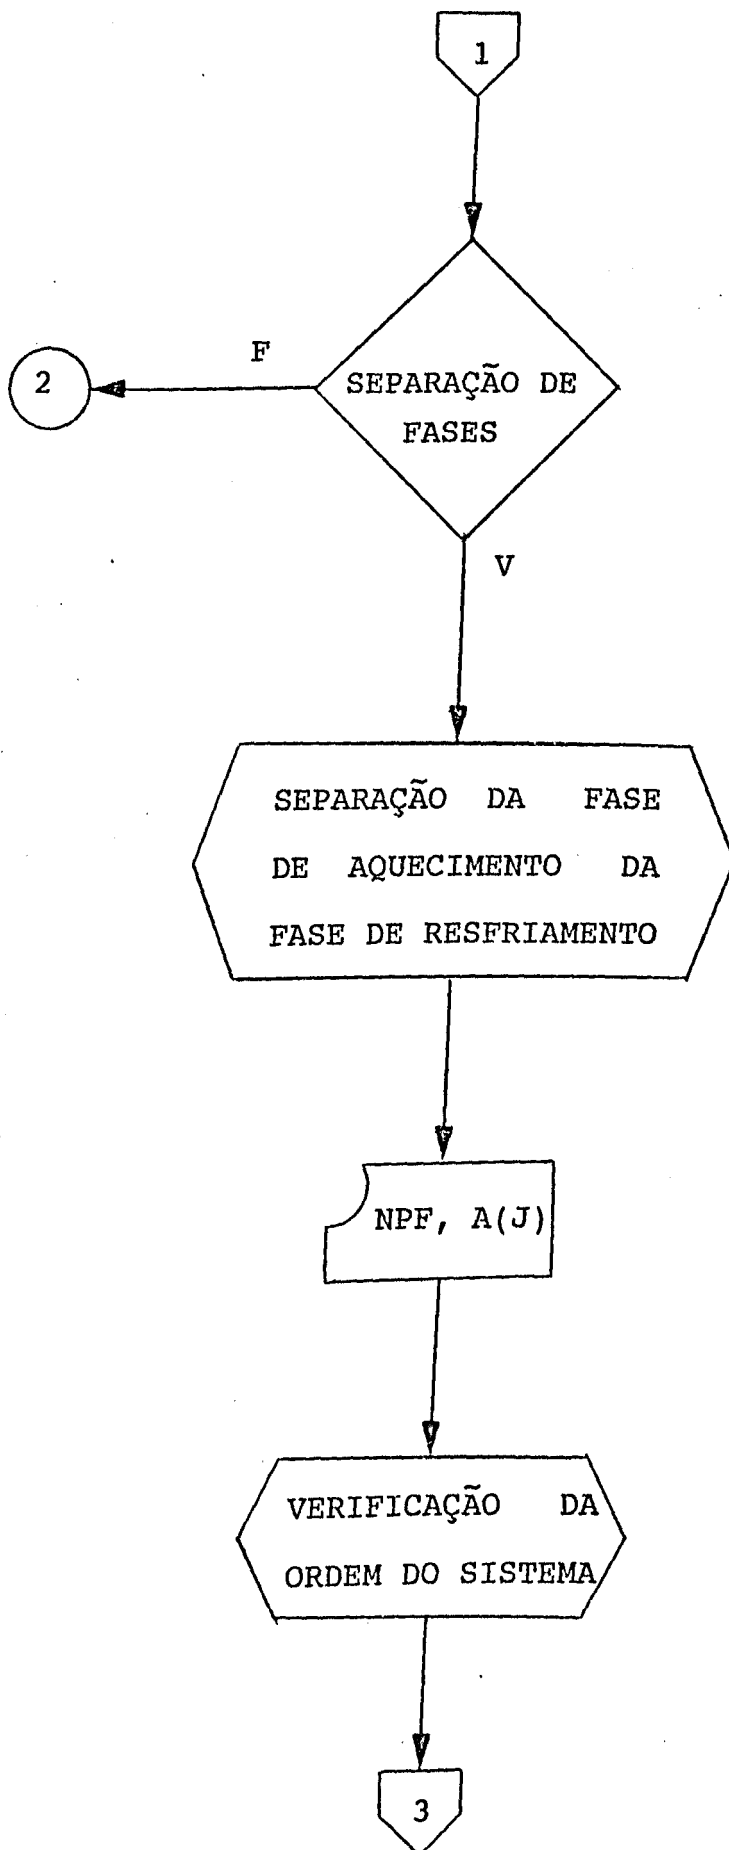 1
F
2
SEPARAÇÃO DE
FASES
V
SEPARAÇÃO DA FASE
DE AQUECIMENTO DA
FASE DE RESFRIAMENTO
NPF, A(J)
VERIFICAÇÃO DA
ORDEM DO SISTEMA
3